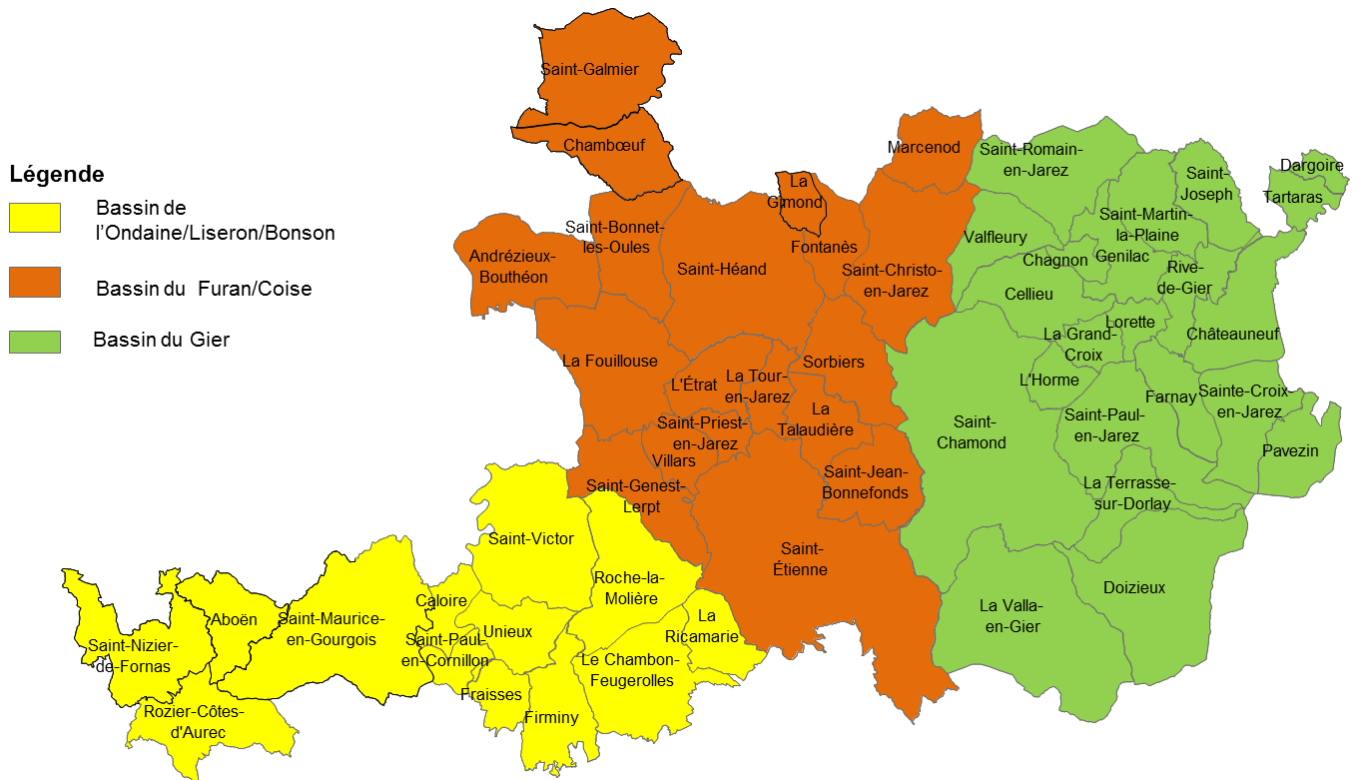 Légende
Bassin de
l'Ondaine/Liseron/Bonson
Bassin du Furan/Coise
Bassin du Gier
Saint-Galmier
Chambœuf
Marcenod
Saint-Romain-
en-Jarez
Saint-
Joseph
Dargoire
Tartaras
La
Gimond
Saint-Bonnet-
les-Oules
Saint-Martin-
la-Plaine
Andrézieux-
Bouthéon
Saint-Héand
Fontanès
Saint-Christo-
en-Jarez
Valfleury
Chagnon
Genilac
Rive-
de-Gier
Cellieu
La Fouillouse
Sorbiers
La Grand-
Croix
Lorette
Châteauneuf
L'Étrat
La Tour-
en-Jarez
L'Horme
Farnay
Sainte-Croix-
en-Jarez
Saint-Priest-
en-Jarez
La
Talaudière
Saint-
Chamond
Saint-Paul-
en-Jarez
Pavezin
Villars
Saint-Genest-
Lerpt
Saint-Jean-
Bonnefonds
La Terrasse-
sur-Dorlay
Saint-Victor
Saint-
Étienne
Roche-la-
Molière
Doizieux
Caloire
La
Ricamarie
La Valla-
en-Gier
Saint-Nizier-
de-Fornas
Aboën
Saint-Maurice-
en-Gourgois
Saint-Paul-
en-Cornillon
Unieux
Le Chambon-
Feugerolles
Fraisses
Firminy
Rozier-Côtes-
d'Aurec